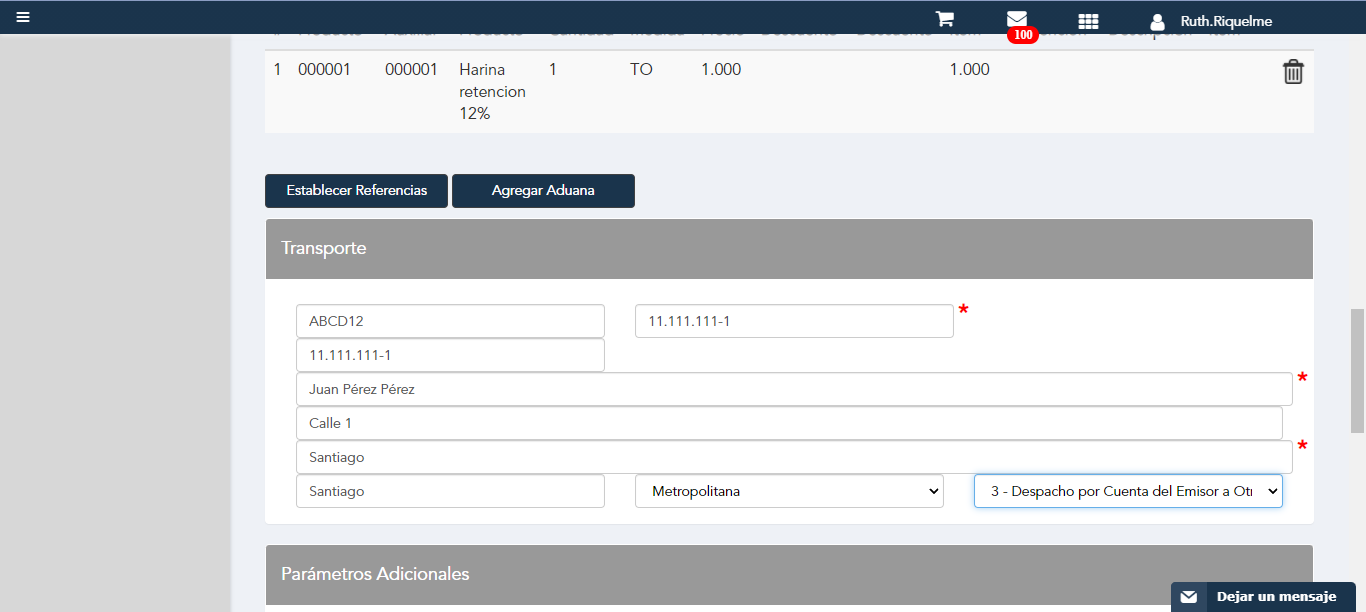 Ruth.Riquelme
100
1 000001 000001 Harina 1 TO 1.000 1.000
retencion
12%
Establecer Referencias Agregar Aduana
Transporte
ABCD12 11.111.111-1 *
11.111.111-1
Juan Pérez Pérez *
Calle 1
Santiago *
Santiago Metropolitana 3 - Despacho por Cuenta del Emisor a
Parámetros Adicionales
Dejar un mensaje